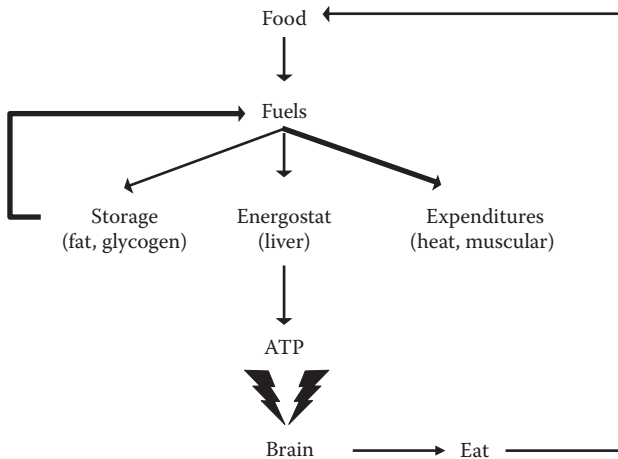 Food
Fuels
Storage
(fat, glycogen)
Energostat
(liver)
Expenditures
(heat, muscular)
ATP
Brain
Eat